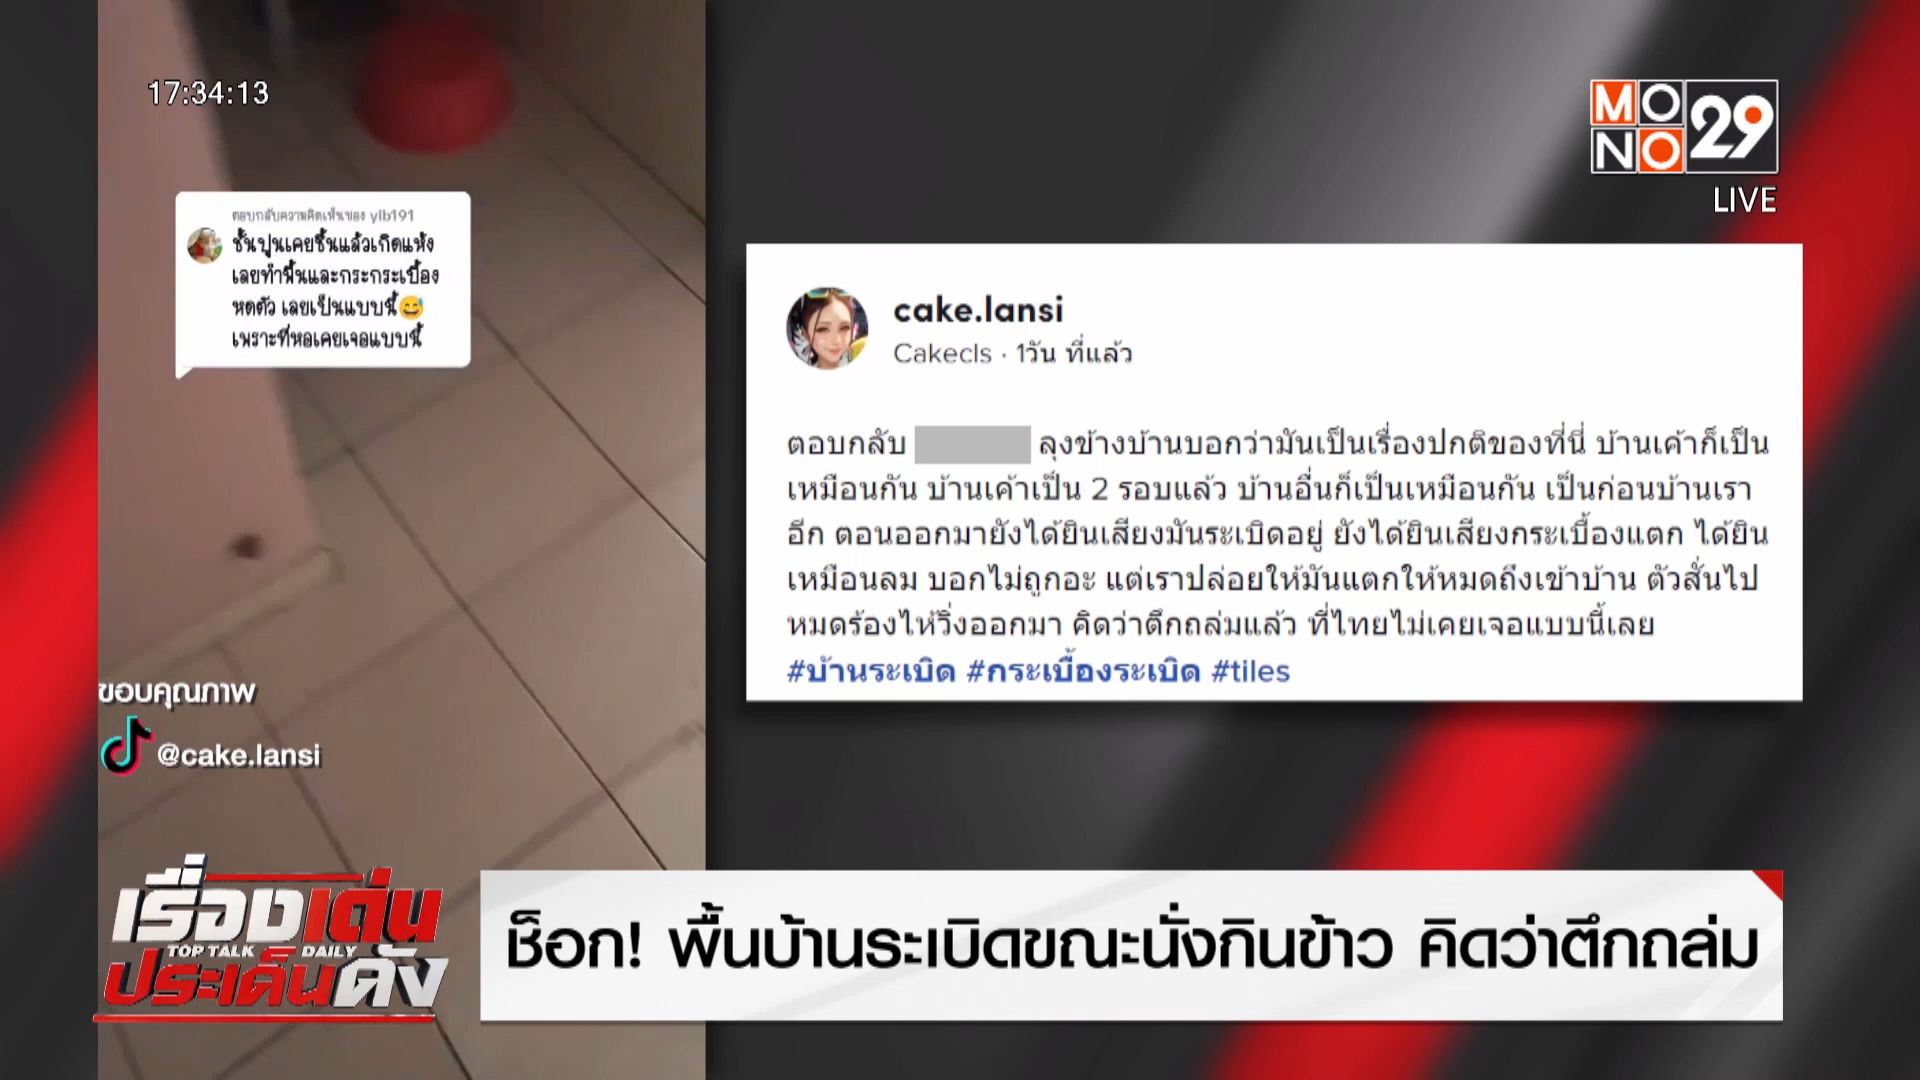 17:34:13
MONO 29
LIVE
ตอบกลับความคิดเห็นของ ylb191
ชั้นปูนเคยชื้นแล้วเกิดแห้ง
เลยทำพื้นและกระกระเบื้อง
หดตัว เลยเป็นแบบนี้😅
เพราะที่หอเคยเจอแบบนี้
cake.lansi
Cakecls · 1วัน ที่แล้ว
ตอบกลับ ลุงข้างบ้านบอกว่ามันเป็นเรื่องปกติของที่นี่ บ้านเค้าก็เป็น
เหมือนกัน บ้านเค้าเป็น 2 รอบแล้ว บ้านอื่นก็เป็นเหมือนกัน เป็นก่อนบ้านเรา
อีก ตอนออกมายังได้ยินเสียงมันระเบิดอยู่ ยังได้ยินเสียงกระเบื้องแตก ได้ยิน
เหมือนลม บอกไม่ถูกอะ แต่เราปล่อยให้มันแตกให้หมดถึงเข้าบ้าน ตัวสั่นไป
หมดร้องไห้วิ่งออกมา คิดว่าตึกถล่มแล้ว ที่ไทยไม่เคยเจอแบบนี้เลย
#บ้านระเบิด #กระเบื้องระเบิด #tiles
ขอบคุณภาพ
@cake.lansi
เรื่องเด่น
TOP TALK DAILY
ประเด็นดัง
ช็อก! พื้นบ้านระเบิดขณะนั่งกินข้าว คิดว่าตึกถล่ม